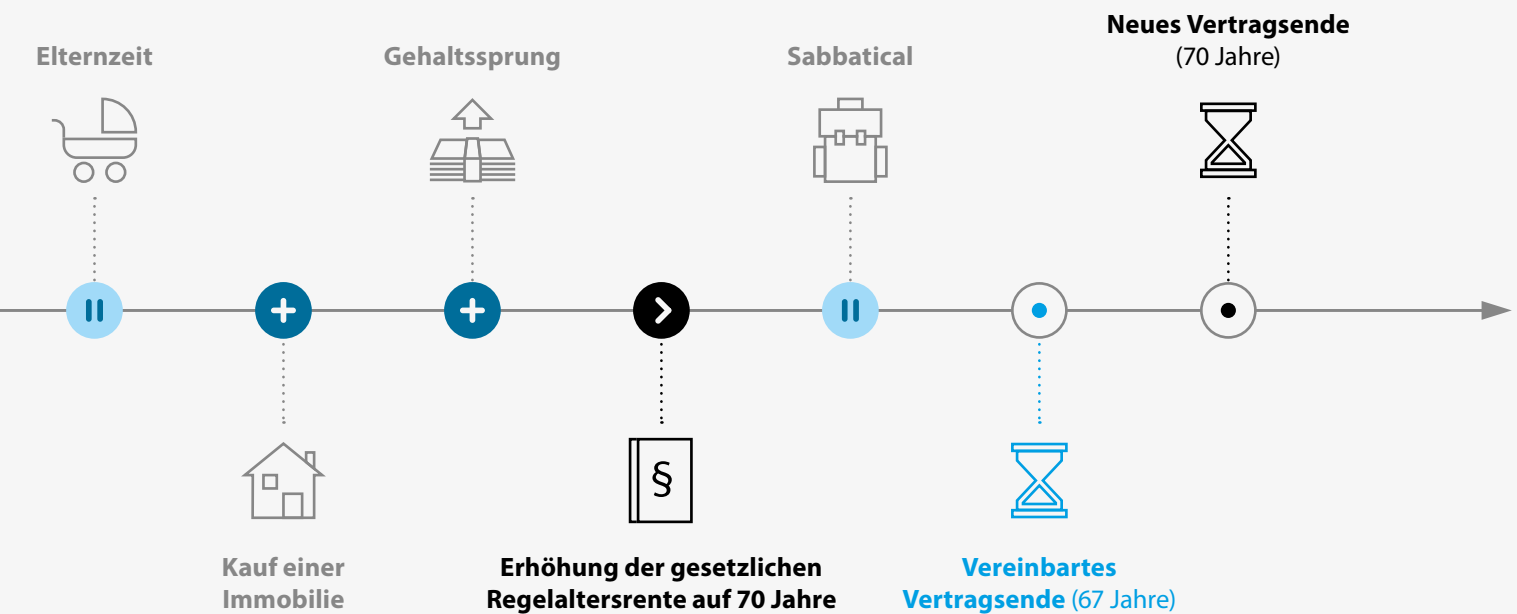 Elternzeit
Gehaltssprung
Sabbatical
Neues Vertragsende
(70 Jahre)
§
Kauf einer
Immobilie
Erhöhung der gesetzlichen
Regelaltersrente auf 70 Jahre
Vereinbartes
Vertragsende (67 Jahre)